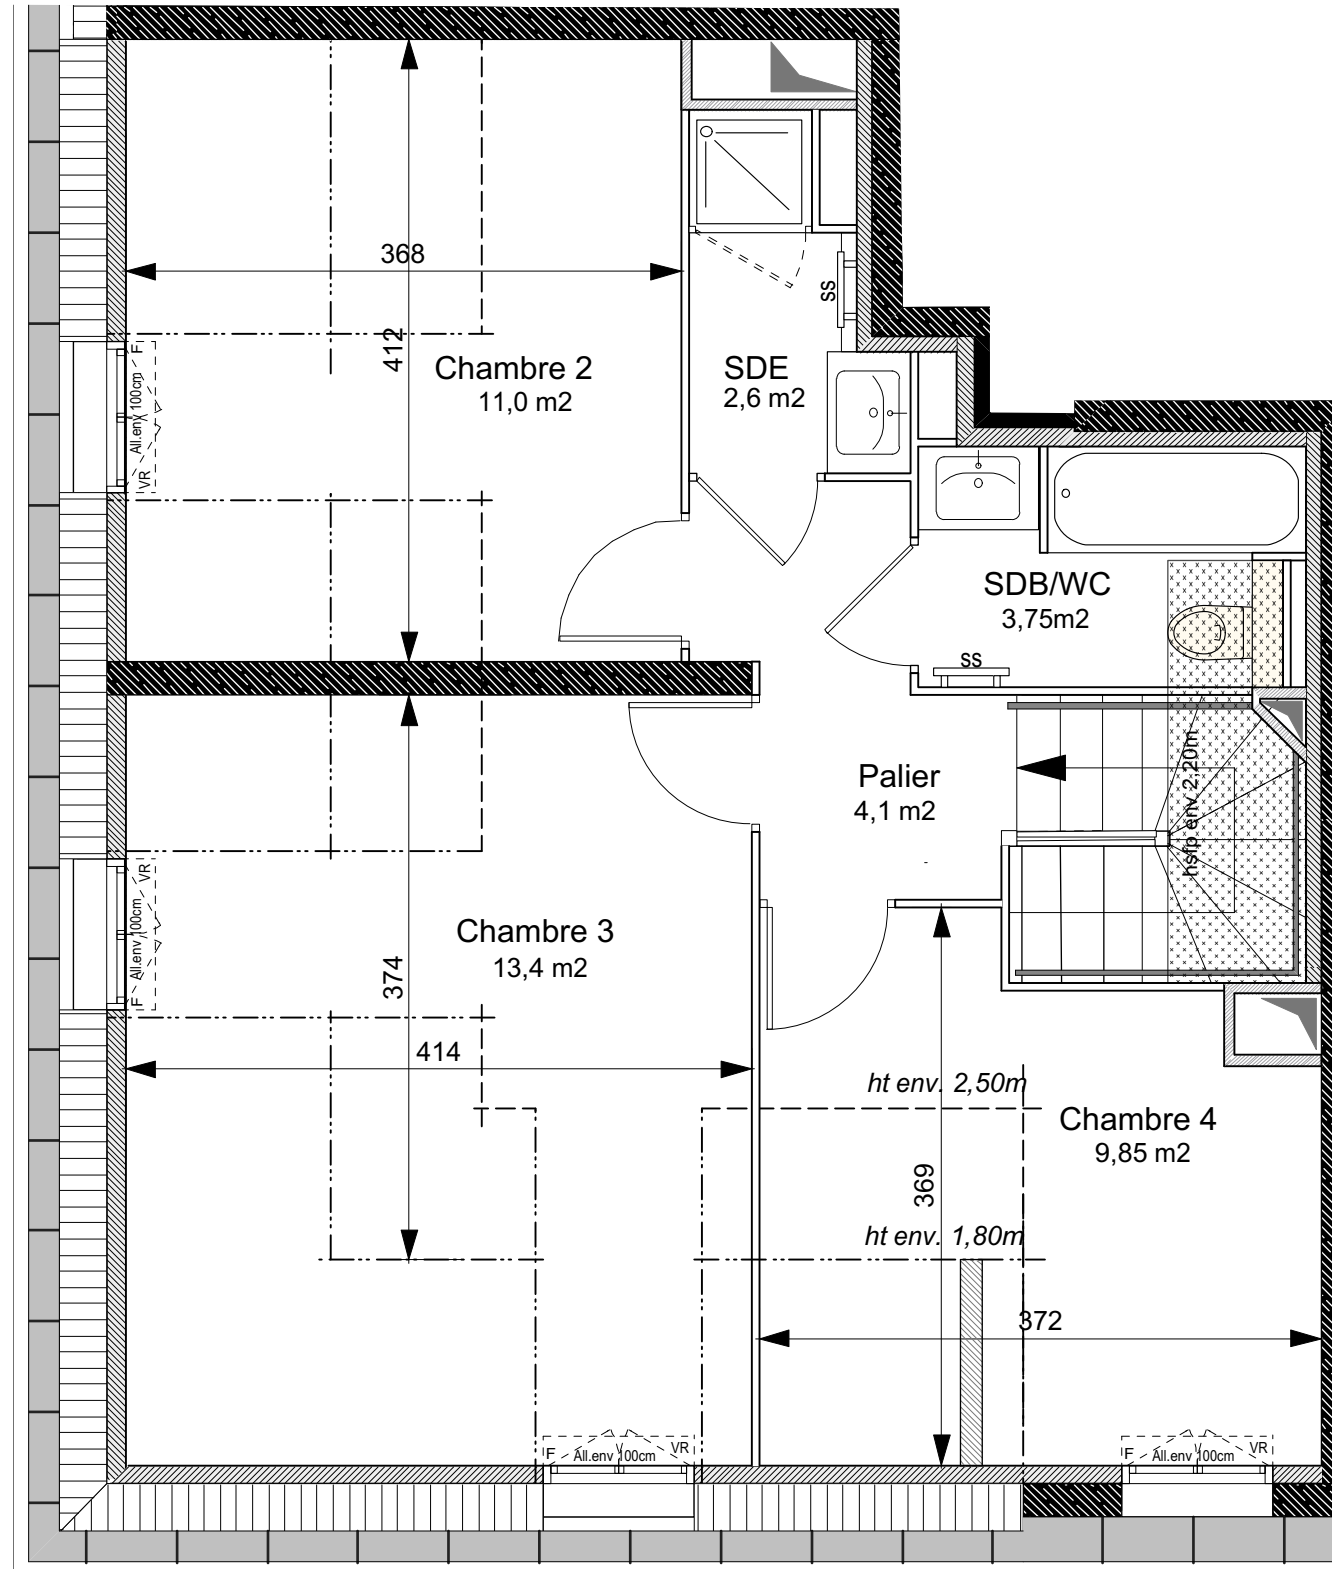 368
412
Chambre 2
11,0 m2
SDE
2,6 m2
SS
F
All.env 100cm
VR
SDB/WC
3,75m2
SS
Palier
4,1 m2
hsfp env 2,20m
VR
All.env 100cm
F
Chambre 3
13,4 m2
374
414
ht env. 2,50m
Chambre 4
9,85 m2
369
ht env. 1,80m
372
F
All.env 100cm
VR
F
All.env 100cm
VR